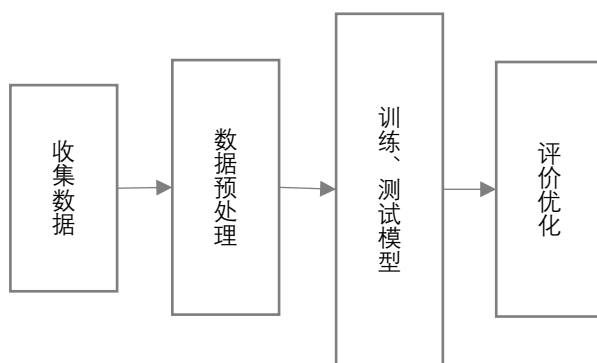 收集数据
数据预处理
训练、测试模型
评价优化